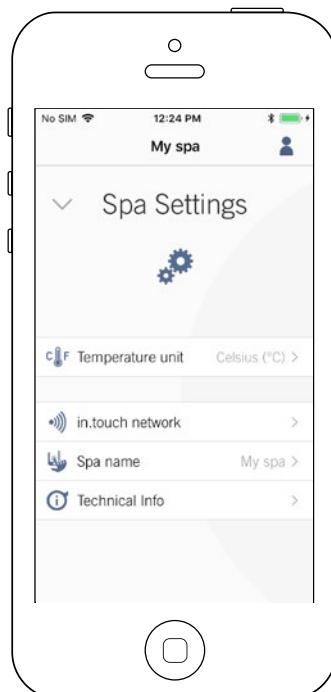 No SIM 12:24 PM
My spa
Spa Settings
C F Temperature unit Celsius (°C) >
in.touch network >
Spa name My spa >
i Technical Info >